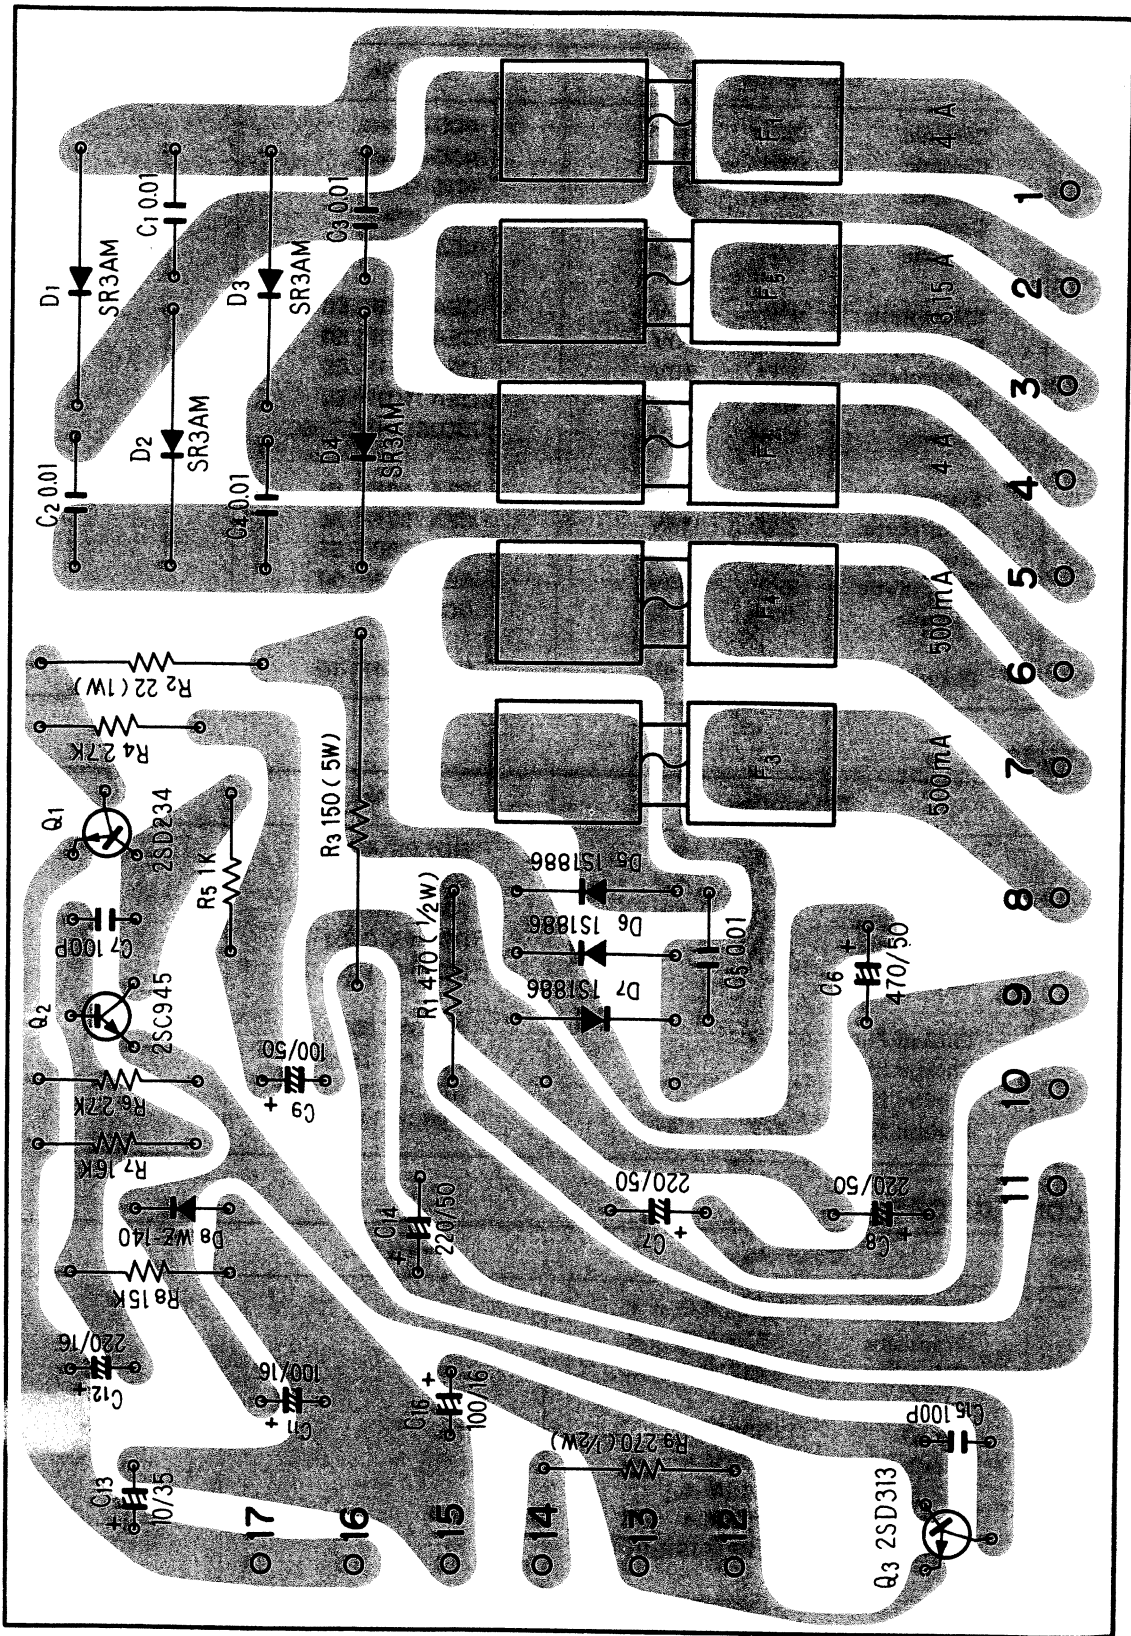 D1
SR3AM
C1 0.01
D3
SR3AM
C3 0.01
C2 0.01
D2
SR3AM
C4 0.01
D4
SR3AM
F1
4 A
1
2
F5
3.15 A
3
4
4 A
5
6
F4
500mA
7
F3
500mA
8
R2 22 (1W)
R4 2.7K
Q1
2SD234
R5 1K
R3 150 (5W)
C7 100P
Q2
2SC945
R1 470 (1/2W)
D5 1S1886
D6 1S1886
D7 1S1886
C5 0.01
C6
+
470/50
9
10
11
R6 2.7K
R7 16K
100/50
+
C9
D8 WZ-140
R8 15K
C14
+
220/50
220/50
C7
+
220/50
C8
+
220/16
C12 +
100/16
+
C11
C16
+
100/16
R9 270 (1/2W)
C15 100P
C13
+
10/35
17
16
15
14
13
12
Q3 2SD313